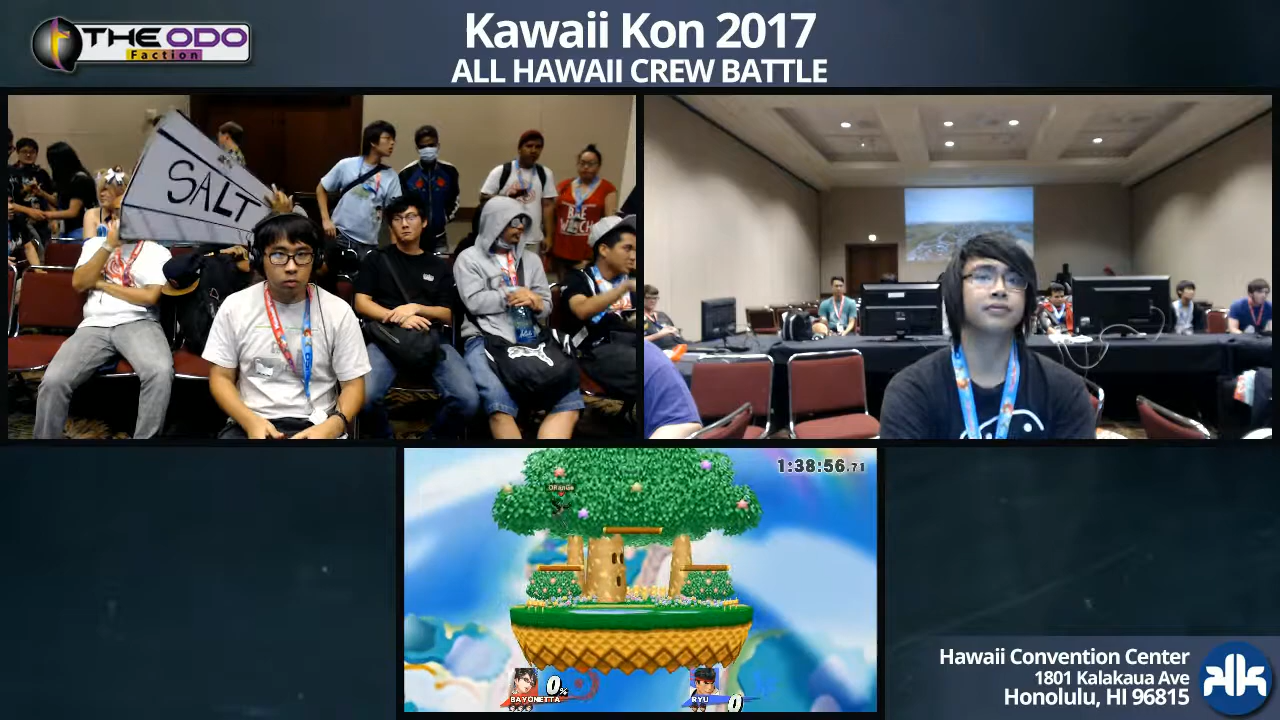 THE ODO
Faction
Kawaii Kon 2017
ALL HAWAII CREW BATTLE
SALT
1:38:56.71
0%
BAYONETTA
RYU
0
Hawaii Convention Center
1801 Kalakaua Ave
Honolulu, HI 96815